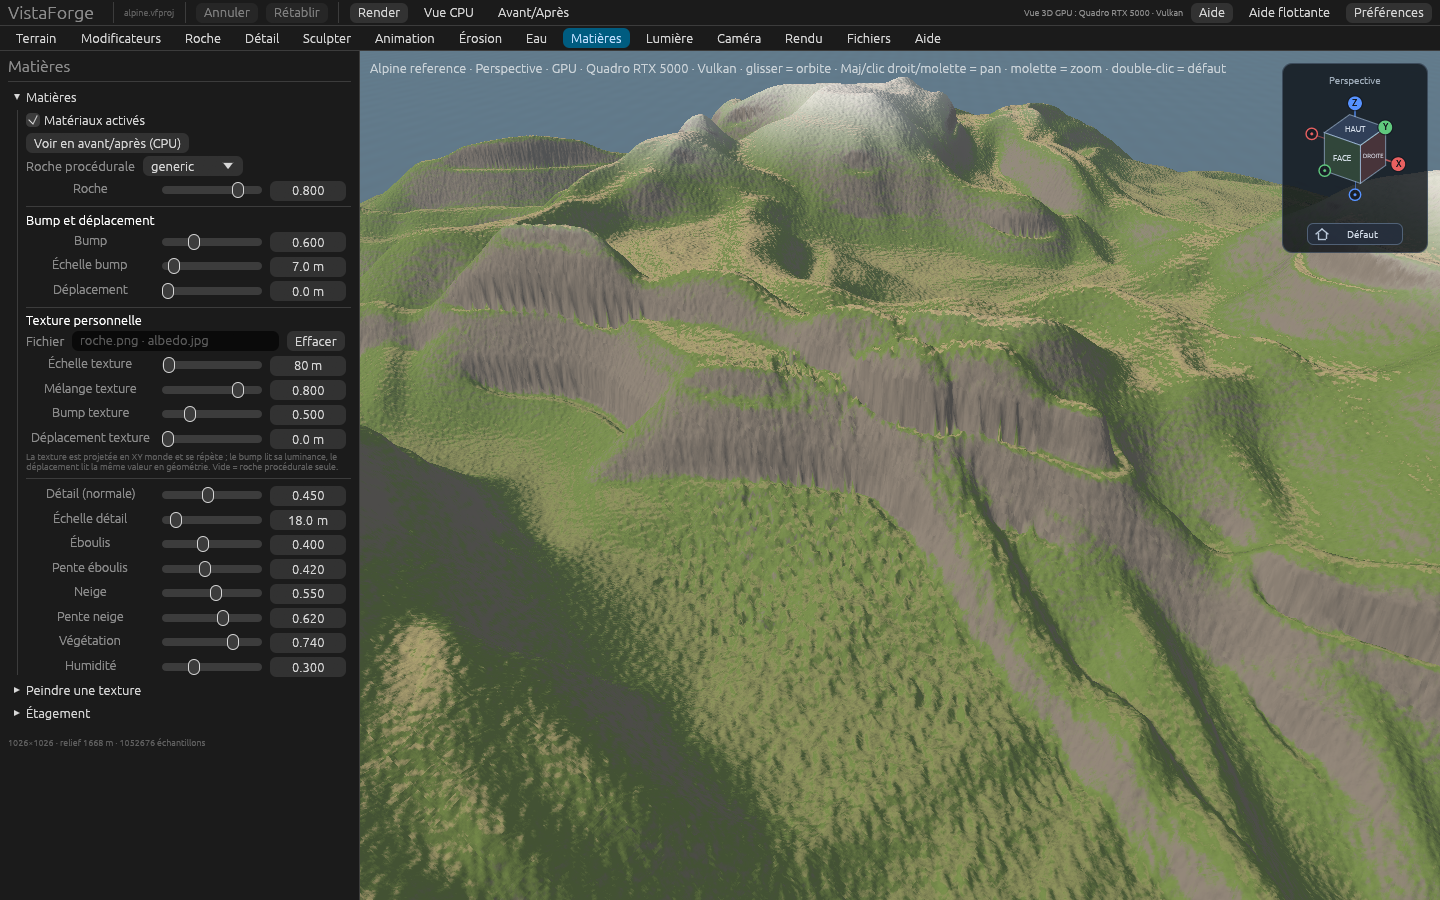 VistaForge alpine.vfproj Annuler Rétablir Render Vue CPU Avant/Après Vue 3D GPU : Quadro RTX 5000 · Vulkan Aide Aide flottante Préférences
Terrain Modificateurs Roche Détail Sculpter Animation Érosion Eau Matières Lumière Caméra Rendu Fichiers Aide
Matières
Matières
Matériaux activés
Voir en avant/après (CPU)
Roche procédurale generic
Roche 0.800
Bump et déplacement
Bump 0.600
Échelle bump 7.0 m
Déplacement 0.0 m
Texture personnelle
Fichier roche.png · albedo.jpg Effacer
Échelle texture 80 m
Mélange texture 0.800
Bump texture 0.500
Déplacement texture 0.0 m
La texture est projetée en XY monde et se répète ; le bump lit sa luminance, le
déplacement lit la même valeur en géométrie. Vide = roche procédurale seule.
Détail (normale) 0.450
Échelle détail 18.0 m
Éboulis 0.400
Pente éboulis 0.420
Neige 0.550
Pente neige 0.620
Végétation 0.740
Humidité 0.300
Peindre une texture
Étagement
1026×1026 · relief 1668 m · 1052676 échantillons
Alpine reference · Perspective · GPU · Quadro RTX 5000 · Vulkan · glisser = orbite · Maj/clic droit/molette = pan · molette = zoom · double-clic = défaut
Perspective
Z
HAUT
Y
FACE
DROITE
X
Défaut